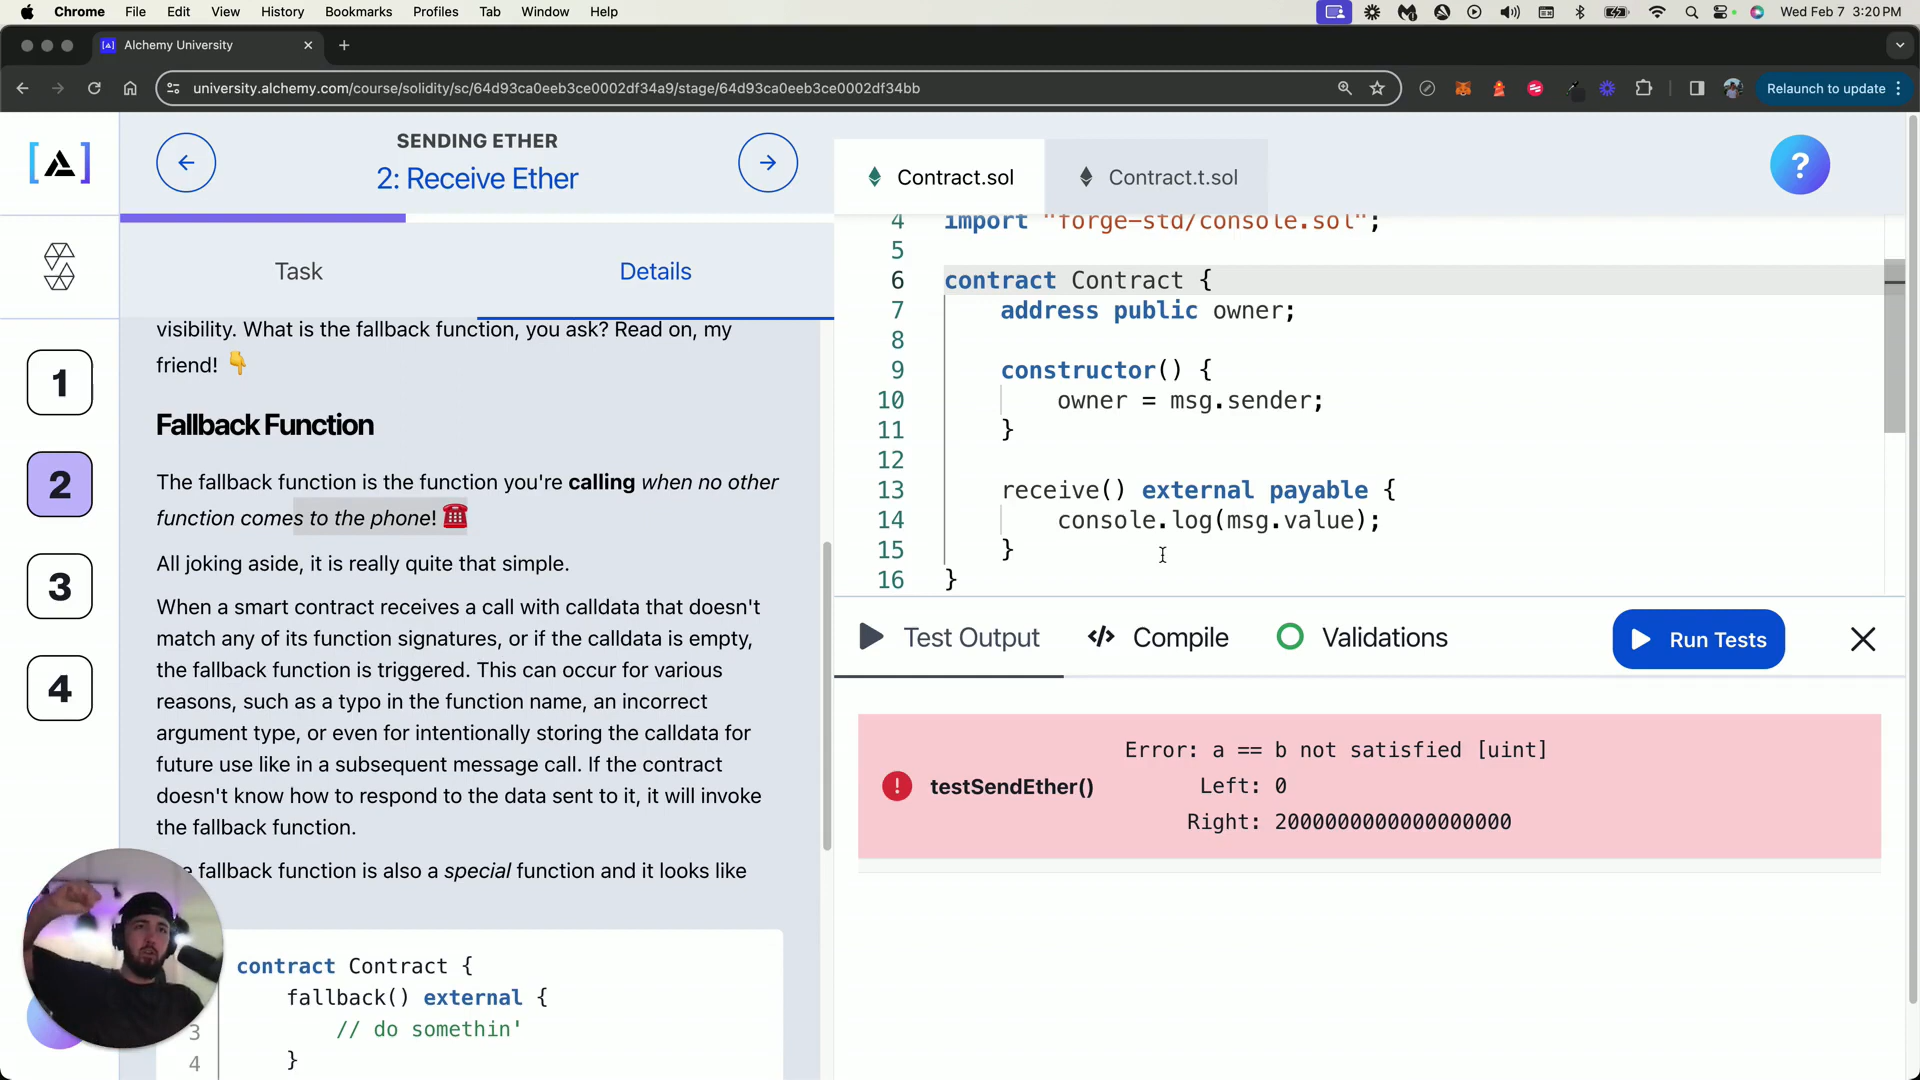 Chrome File Edit View History Bookmarks Profiles Tab Window Help
Wed Feb 7 3:20 PM
Alchemy University
university.alchemy.com/course/solidity/sc/64d93ca0eeb3ce0002df34a9/stage/64d93ca0eeb3ce0002df34bb
Relaunch to update
SENDING ETHER
2: Receive Ether
Task
Details
1
2
3
4
visibility. What is the fallback function, you ask? Read on, my
friend! 👇
Fallback Function
The fallback function is the function you're calling when no other
function comes to the phone! ☎️
All joking aside, it is really quite that simple.
When a smart contract receives a call with calldata that doesn't
match any of its function signatures, or if the calldata is empty,
the fallback function is triggered. This can occur for various
reasons, such as a typo in the function name, an incorrect
argument type, or even for intentionally storing the calldata for
future use like in a subsequent message call. If the contract
doesn't know how to respond to the data sent to it, it will invoke
the fallback function.
fallback function is also a special function and it looks like
contract Contract {
fallback() external {
3 // do somethin'
4 }
Contract.sol
Contract.t.sol
?
4 import "forge-std/console.sol";
5
6 contract Contract {
7 address public owner;
8
9 constructor() {
10 owner = msg.sender;
11 }
12
13 receive() external payable {
14 console.log(msg.value);
15 }
16 }
Test Output
Compile
Validations
Run Tests
testSendEther()
Error: a == b not satisfied [uint]
Left: 0
Right: 2000000000000000000